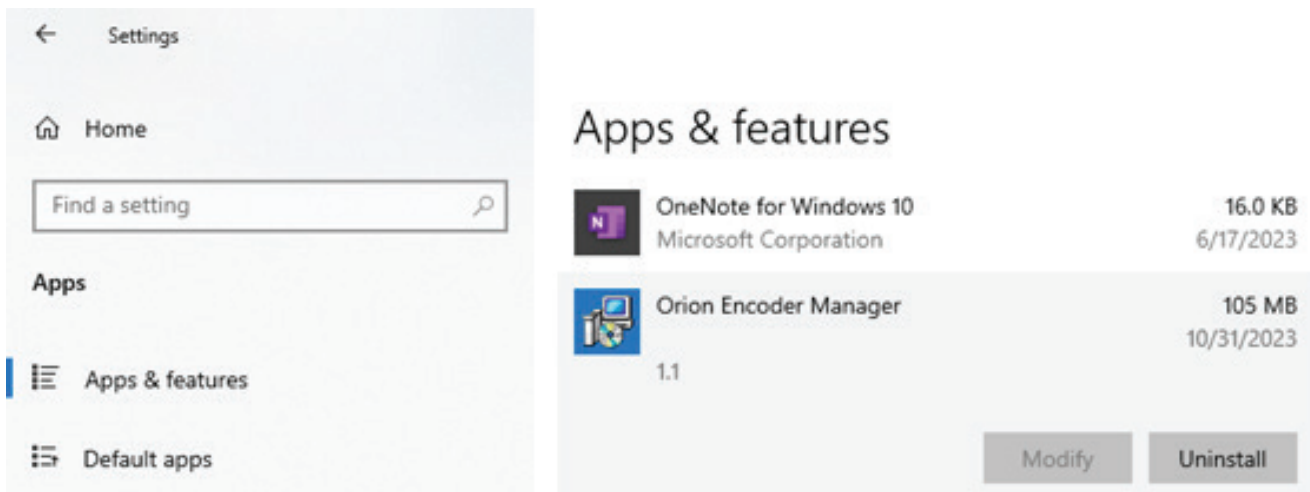 Settings
Home
Find a setting
Apps
Apps & features
Default apps
Apps & features
N
OneNote for Windows 10
16.0 KB
Microsoft Corporation
6/17/2023
Orion Encoder Manager
105 MB
10/31/2023
1.1
Modify
Uninstall